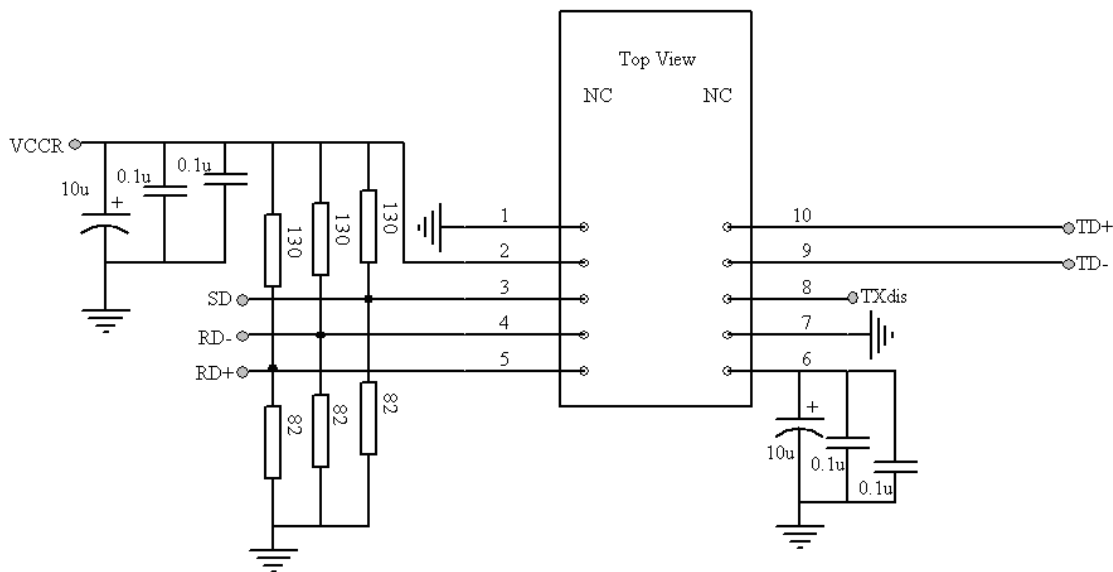 Top View
NC NC
VCCR
0.1u
0.1u
10u
+
130
130
130
1
10
TD+
2
9
TD-
SD
3
8
TXdis
RD-
4
7
RD+
5
6
82
82
82
+
10u
0.1u
0.1u